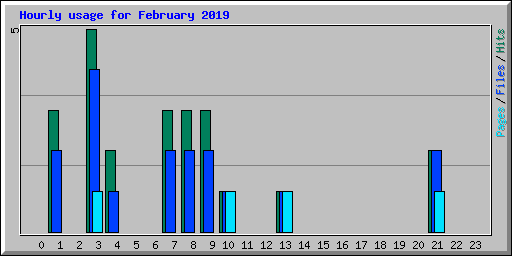 Hourly usage for February 2019
5
Pages / Files / Hits
0 1 2 3 4 5 6 7 8 9 10 11 12 13 14 15 16 17 18 19 20 21 22 23